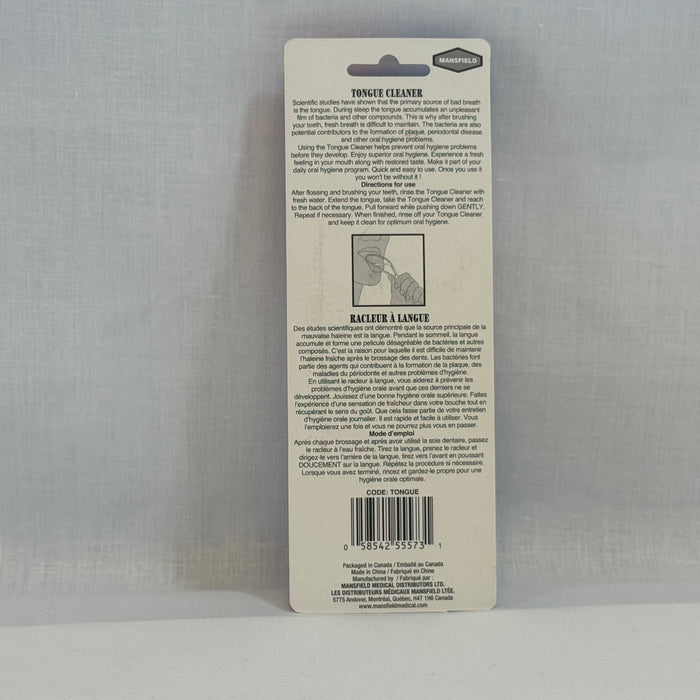 MANSFIELD
TONGUE CLEANER
Scientific studies have shown that the primary source of bad breath
is the tongue. During sleep the tongue accumulates an unpleasant
film of bacteria and other compounds. This is why after brushing
your teeth, fresh breath is difficult to maintain. The bacteria are also
potential contributors to the formation of plaque, periodontal disease
and other oral hygiene problems.
Using the Tongue Cleaner helps prevent oral hygiene problems
before they develop. Enjoy superior oral hygiene. Experience a fresh
feeling in your mouth along with restored taste. Make it part of your
daily oral hygiene program. Quick and easy to use. Once you use it
you won't be without it !
Directions for use
After flossing and brushing your teeth, rinse the Tongue Cleaner with
fresh water. Extend the tongue, take the Tongue Cleaner and reach
to the back of the tongue. Pull forward while pushing down GENTLY.
Repeat if necessary. When finished, rinse off your Tongue Cleaner
and keep it clean for optimum oral hygiene.
RACLEUR À LANGUE
Des études scientifiques ont démontré que la source principale de la
mauvaise haleine est la langue. Pendant le sommeil, la langue
accumule et forme une pelicule désagréable de bactéries et autres
composés. C'est la raison pour laquelle il est difficile de maintenir
l'haleine fraîche après le brossage des dents. Les bactéries font
partie des agents qui contribuent à la formation de la plaque, des
maladies du périodonte et autres problèmes d'hygiène.
En utilisant le racleur à langue, vous aiderez à prévenir les
problèmes d'hygiène orale avant que ces derniers ne se
développent. Jouissez d'une bonne hygiène orale supérieure. Faites
l'expérience d'une sensation de fraîcheur dans votre bouche tout en
récupérant le sens du goût. Que cela fasse partie de votre entretien
d'hygiène orale journalier. Il est rapide et facile à utiliser. Vous
l'emploierez une fois et vous ne pourrez plus vous en passer.
Mode d'emploi
Après chaque brossage et après avoir utilisé la soie dentaire, passez
le racleur à l'eau fraîche. Tirez la langue, prenez le racleur et
dirigez-le vers l'arrière de la langue, tirez vers l'avant en poussant
DOUCEMENT sur la langue. Répétez la procédure si nécessaire.
Lorsque vous avez terminé, rincez et gardez-le propre pour une
hygiène orale optimale.
CODE: TONGUE
0 58542 55573 1
Packaged in Canada / Emballé au Canada
Made in China / Fabriqué en Chine
Manufactured by / Fabriqué par :
MANSFIELD MEDICAL DISTRIBUTORS LTD.
LES DISTRIBUTEURS MÉDICAUX MANSFIELD LTÉE.
5775 Andover, Montréal, Québec, H4T 1H6 Canada
www.mansfieldmedical.com